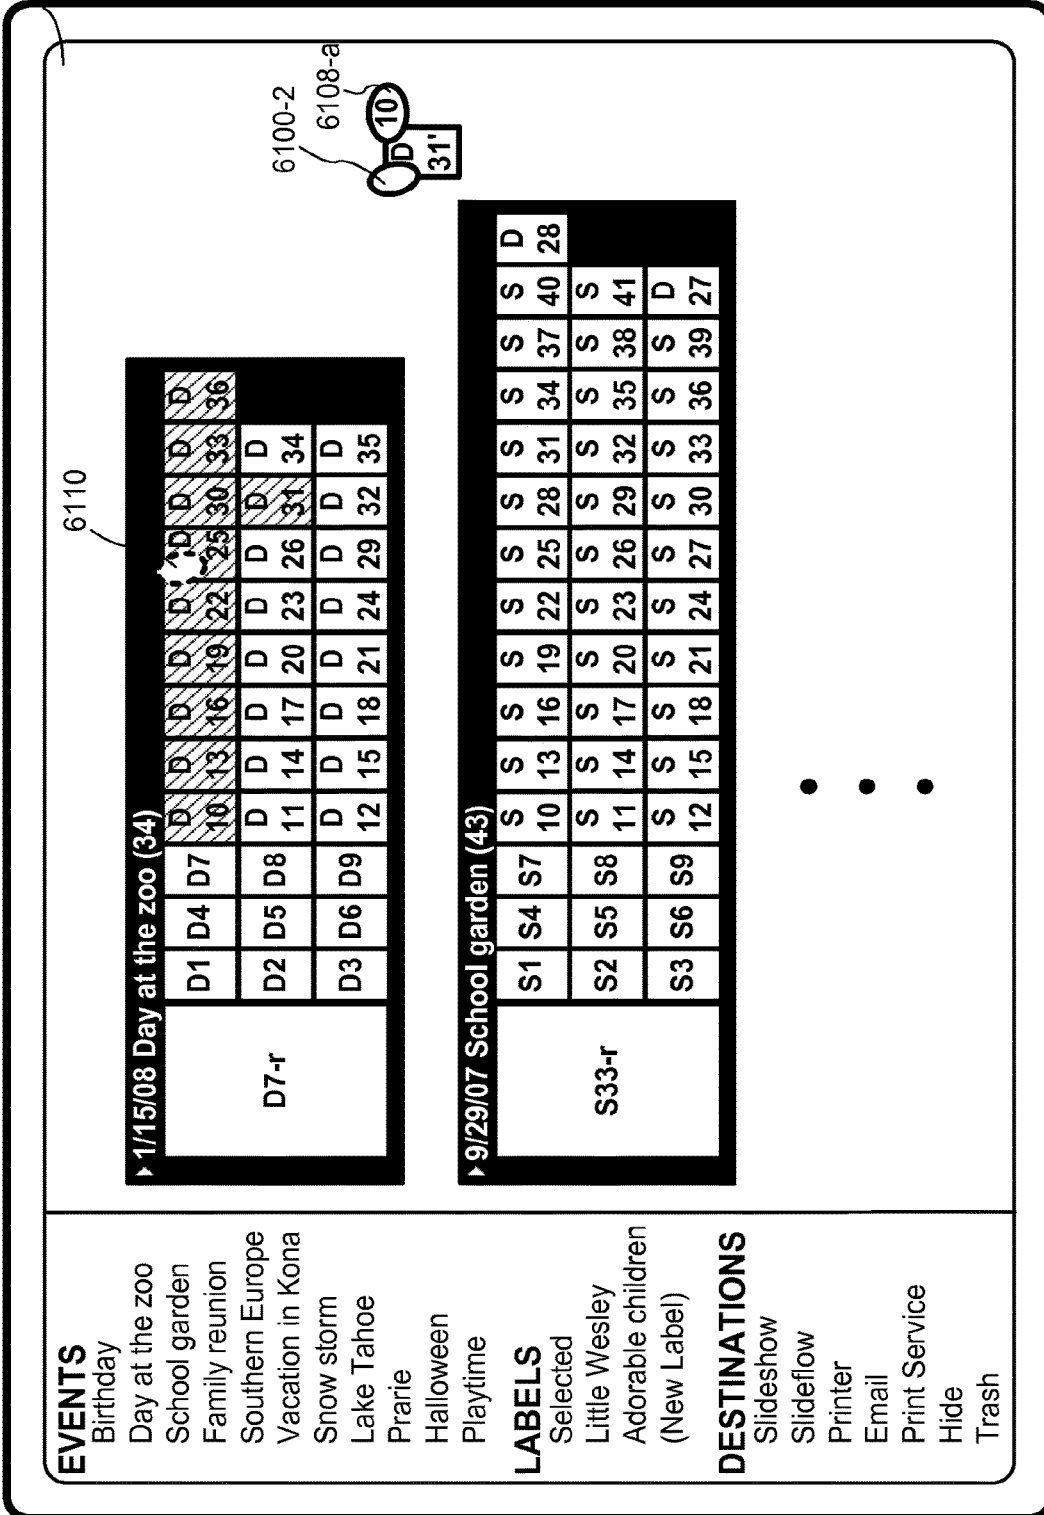 EVENTS
Birthday
Day at the zoo
School garden
Family reunion
Southern Europe
Vacation in Kona
Snow storm
Lake Tahoe
Prarie
Halloween
Playtime
LABELS
Selected
Little Wesley
Adorable children
(New Label)
DESTINATIONS
Slideshow
Slideflow
Printer
Email
Print Service
Hide
Trash
6110
1/15/08 Day at the zoo (34)
D7-r
D1 D4 D7 D 10 D 13 D 16 D 19 D 22 D 25 D 30 D 33 D 36
D2 D5 D8 D 11 D 14 D 17 D 20 D 23 D 26 D 31 D 34
D3 D6 D9 D 12 D 15 D 18 D 21 D 24 D 29 D 32 D 35
6100-2
6108-a
D 10
31'
9/29/07 School garden (43)
S33-r
S1 S4 S7 S 10 S 13 S 16 S 19 S 22 S 25 S 28 S 31 S 34 S 37 S 40 D 28
S2 S5 S8 S 11 S 14 S 17 S 20 S 23 S 26 S 29 S 32 S 35 S 38 S 41
S3 S6 S9 S 12 S 15 S 18 S 21 S 24 S 27 S 30 S 33 S 36 S 39 D 27